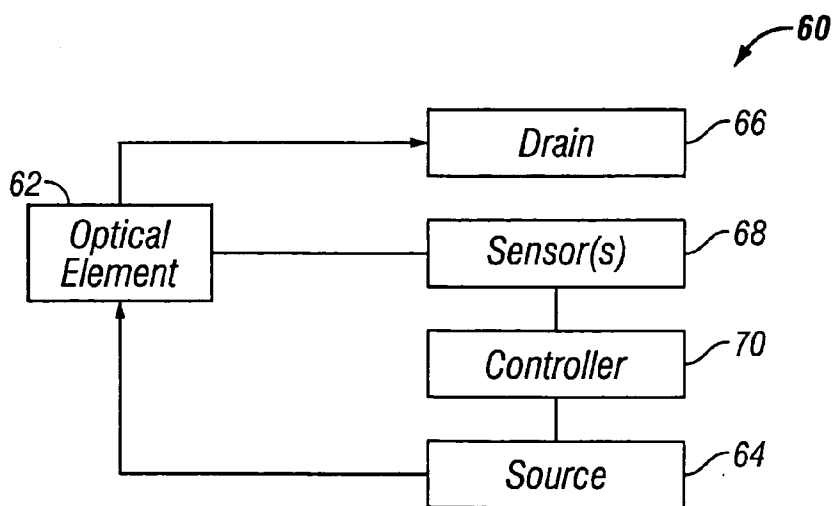 60
Drain
66
62
Optical
Element
Sensor(s)
68
Controller
70
Source
64